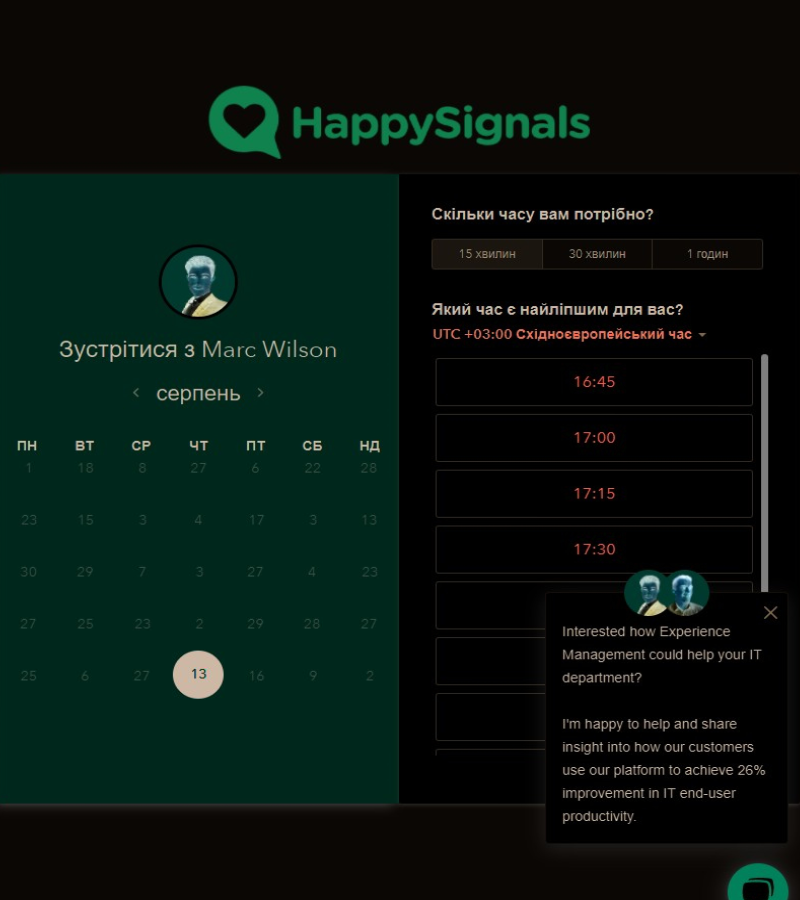 HappySignals
Зустрітися з Marc Wilson
серпень
ПН ВТ СР ЧТ ПТ СБ НД
1 18 8 27 6 22 28
23 15 3 4 17 3 13
30 29 7 3 27 4 23
27 25 23 2 29 28 27
25 6 27 13 16 9 2
Скільки часу вам потрібно?
15 хвилин 30 хвилин 1 годин
Який час є найліпшим для вас?
UTC +03:00 Східноєвропейський час
16:45
17:00
17:15
17:30
Interested how Experience
Management could help your IT
department?
I'm happy to help and share
insight into how our customers
use our platform to achieve 26%
improvement in IT end-user
productivity.